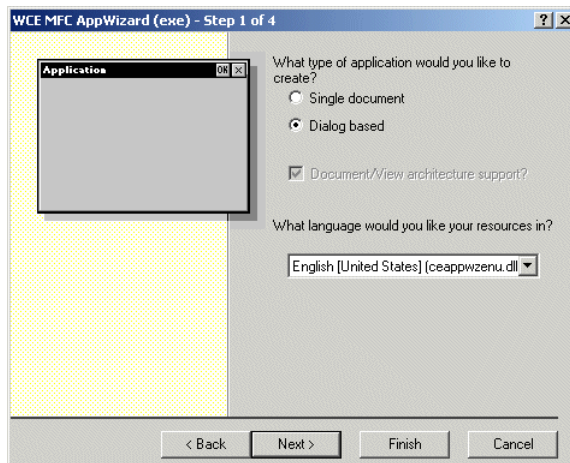 WCE MFC AppWizard (exe) - Step 1 of 4
Application OK
What type of application would you like to
create?
Single document
Dialog based
Document/View architecture support?
What language would you like your resources in?
English [United States] (ceappwzenu.dll
< Back Next > Finish Cancel